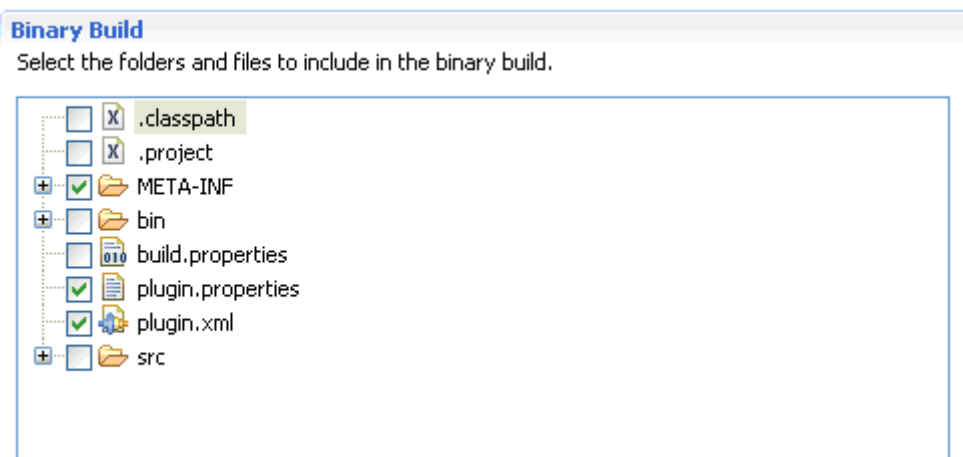 Binary Build
Select the folders and files to include in the binary build.
.classpath
.project
META-INF
bin
build.properties
plugin.properties
plugin.xml
src